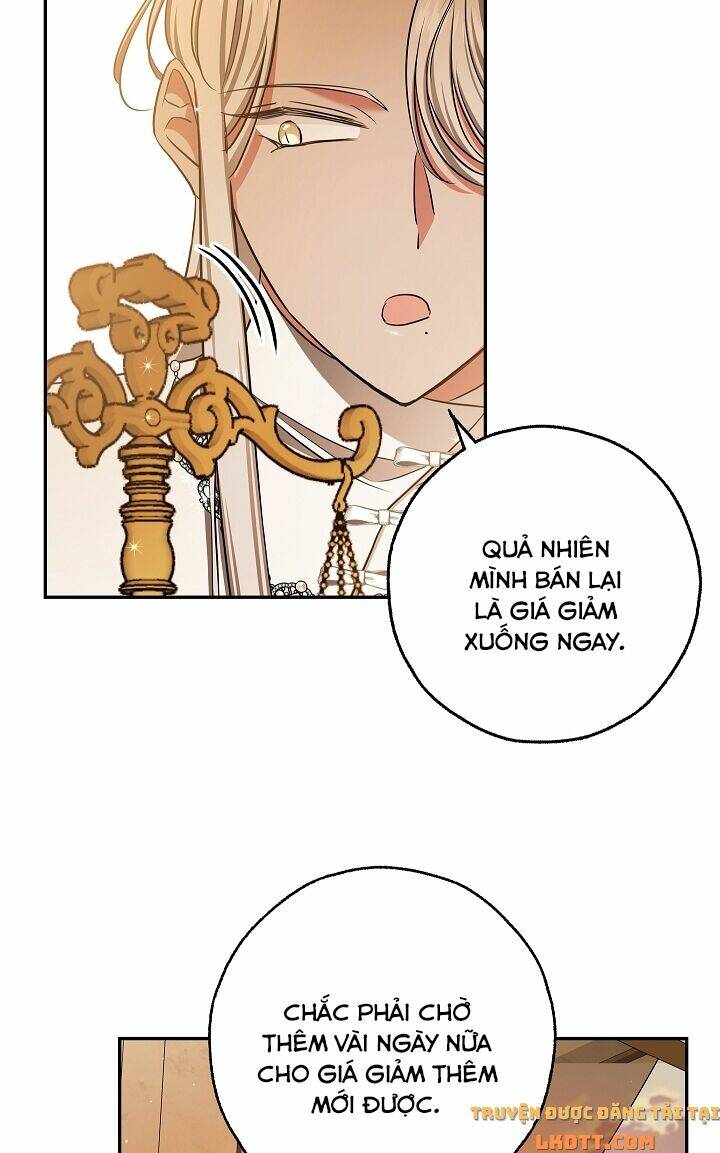 QUẢ NHIÊN
MÌNH BÁN LẠI
LÀ GIÁ GIẢM
XUỐNG NGAY.
CHẮC PHẢI CHỜ
THÊM VÀI NGÀY NỮA
CHO GIÁ GIẢM THÊM
MỚI ĐƯỢC.
TRUYỆN ĐƯỢC ĐĂNG TẢI TẠI
LKOTT.COM